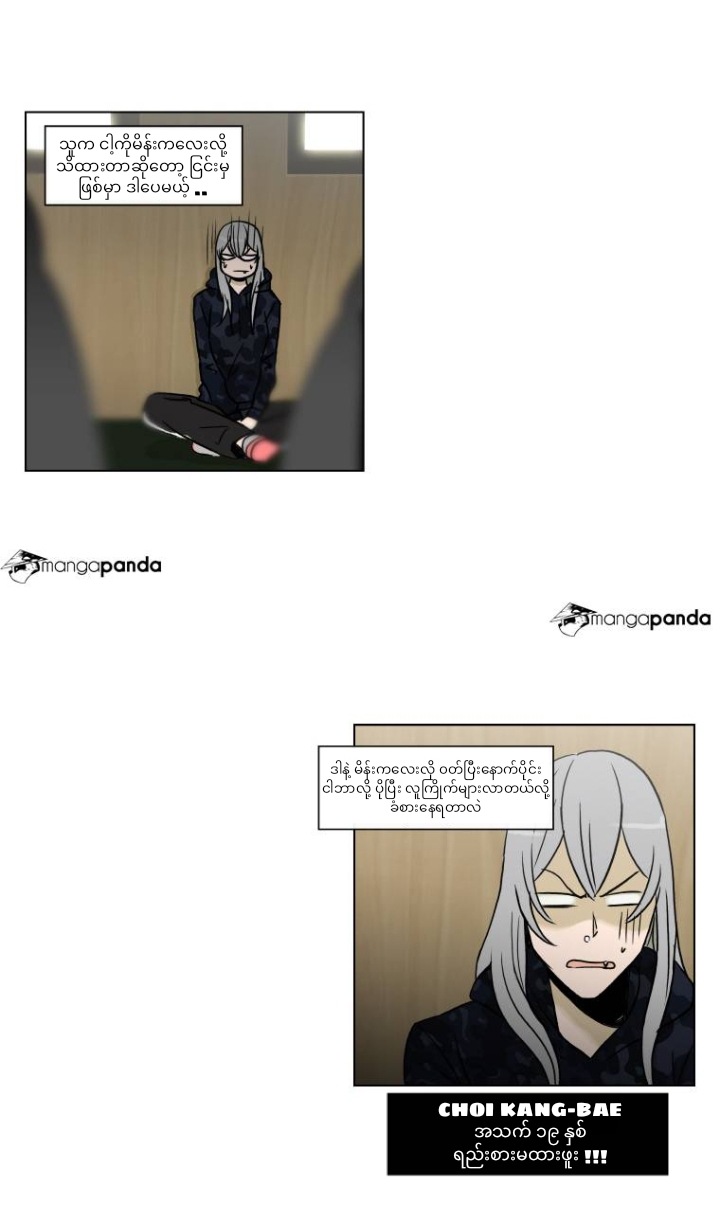 သူက ငါ့ကိုမိန်းကလေးလို့
သိထားတာဆိုတော့ ငြင်းမှ
ဖြစ်မှာ ဒါပေမယ့် ..
mangapanda
mangapanda
ဒါနဲ့ မိန်းကလေးလို ဝတ်ပြီးနောက်ပိုင်း
ငါဘာလို့ ပိုပြီး လူကြိုက်များလာတယ်လို့
ခံစားနေရတာလဲ
CHOI KANG-BAE
အသက် ၁၉ နှစ်
ရည်းစားမထားဖူး !!!